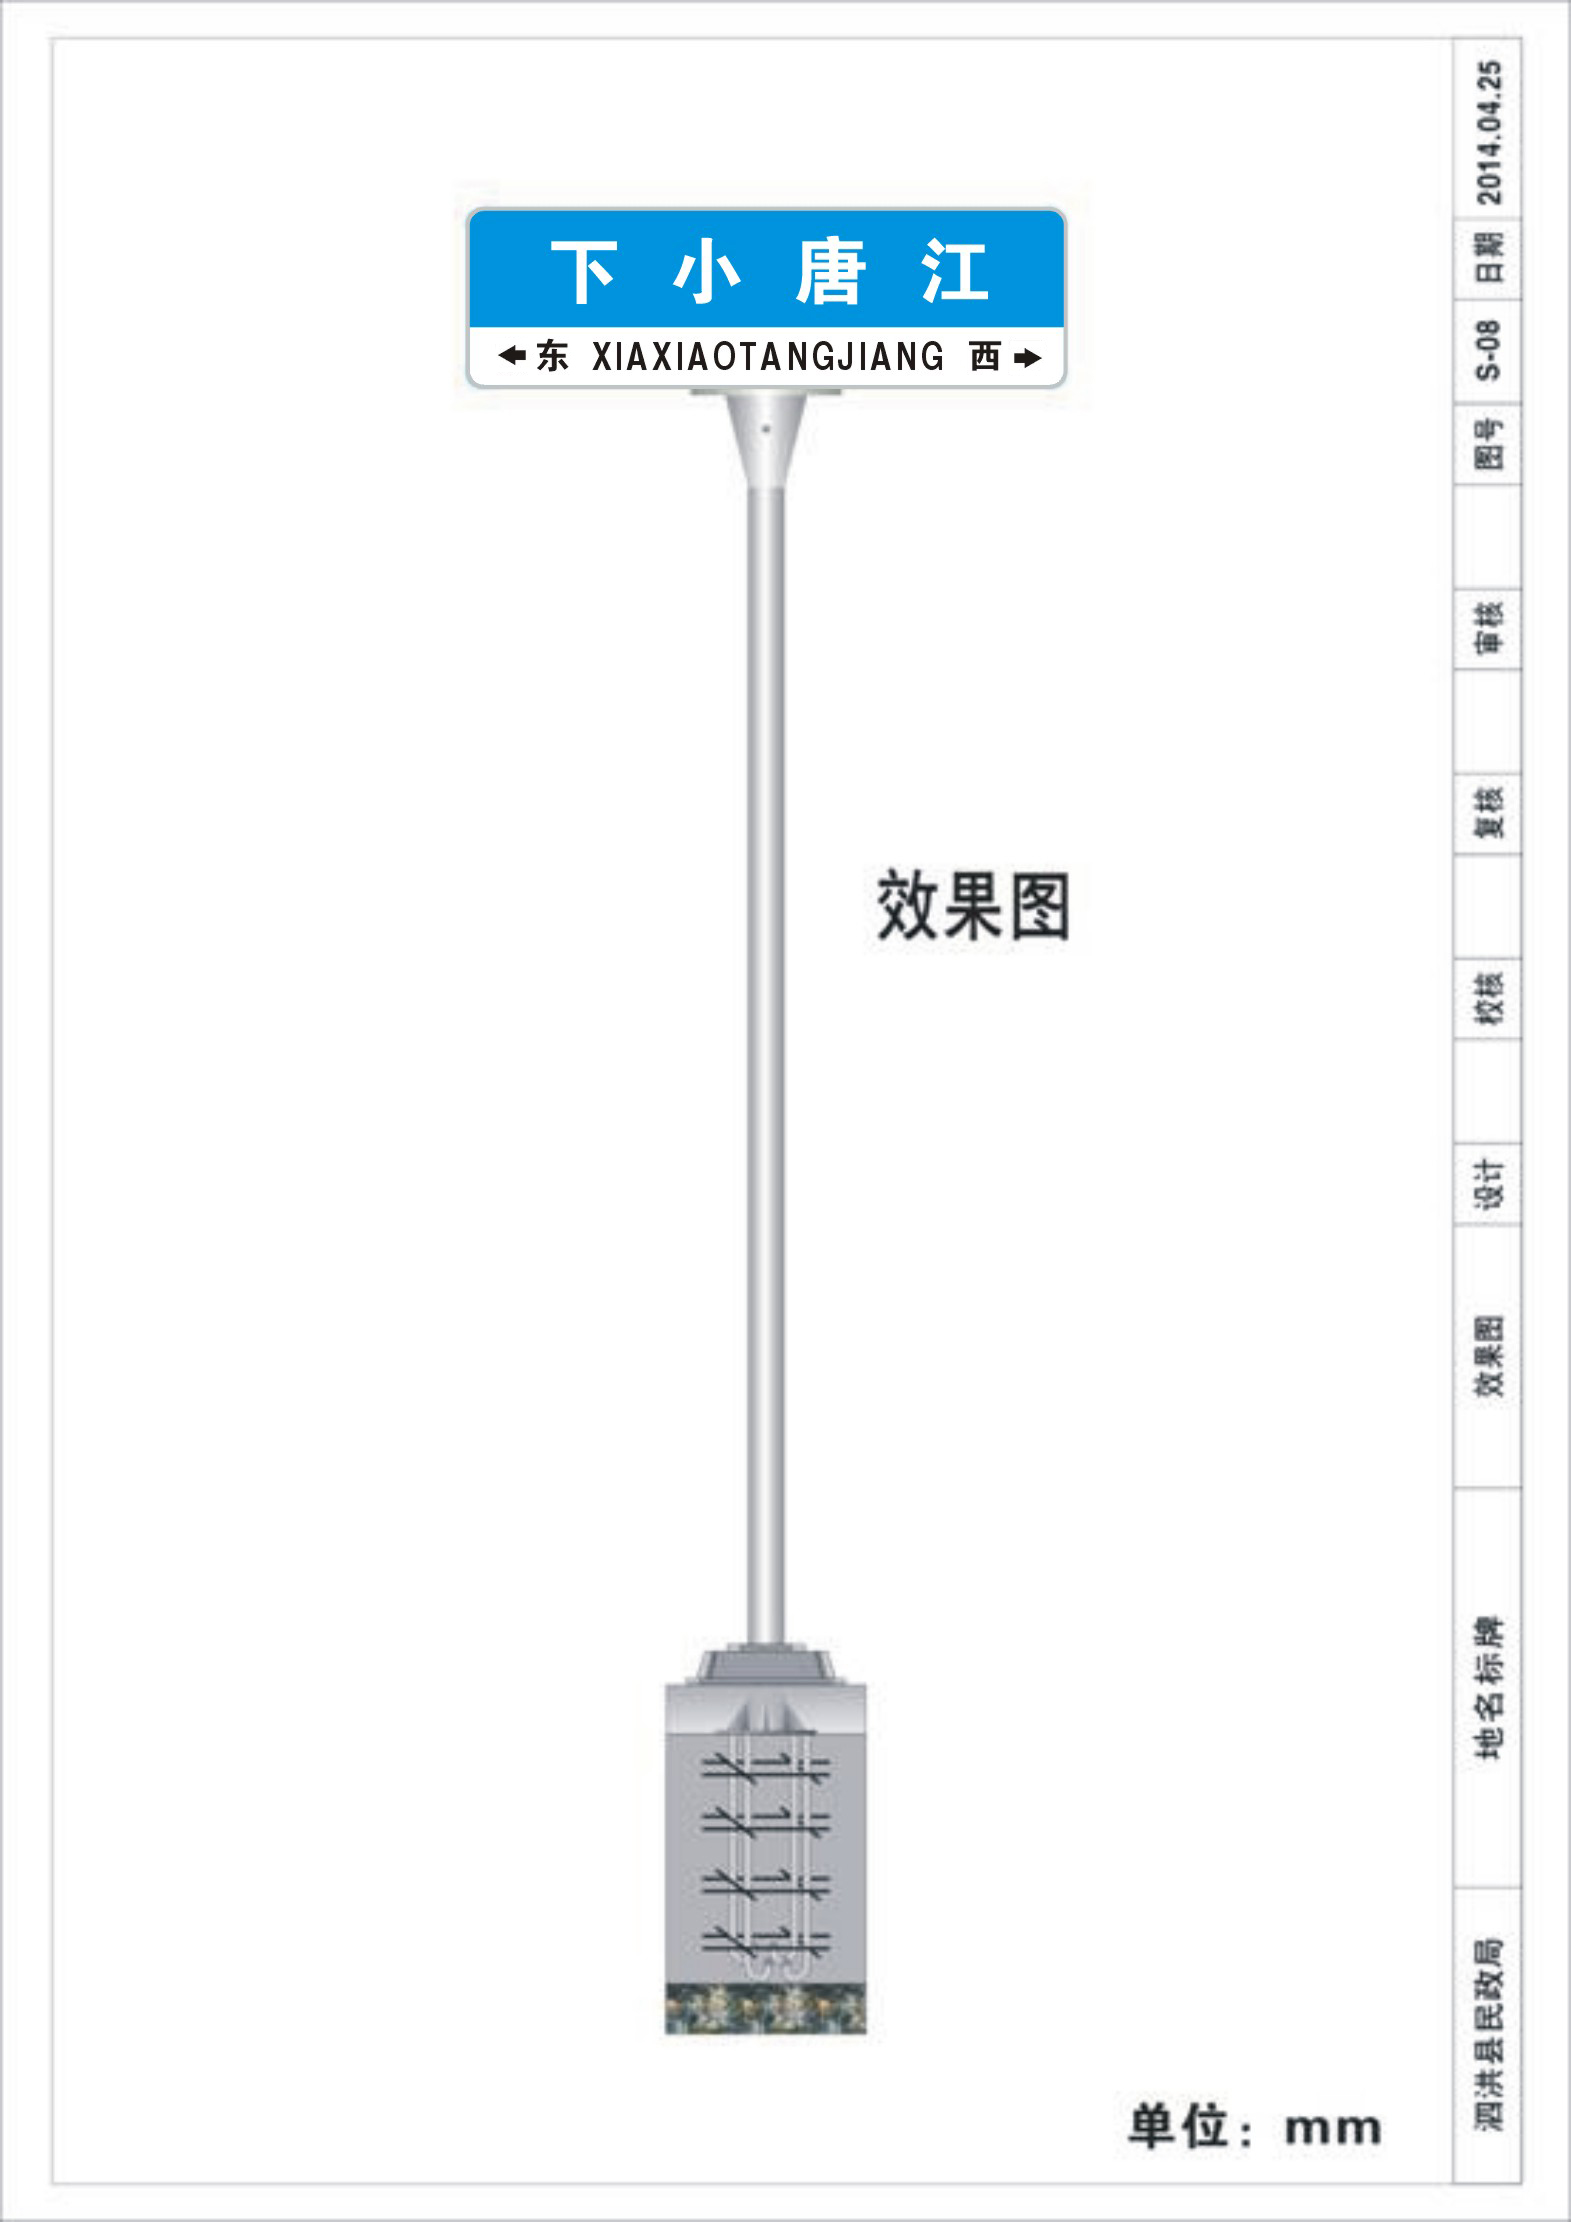 下小唐江
东 XIAXIAOTANGJIANG 西
效果图
单位：mm
泗洪县民政局
地名标牌
效果图
设计
校核
复核
审核
图号
S-08
日期
2014.04.25